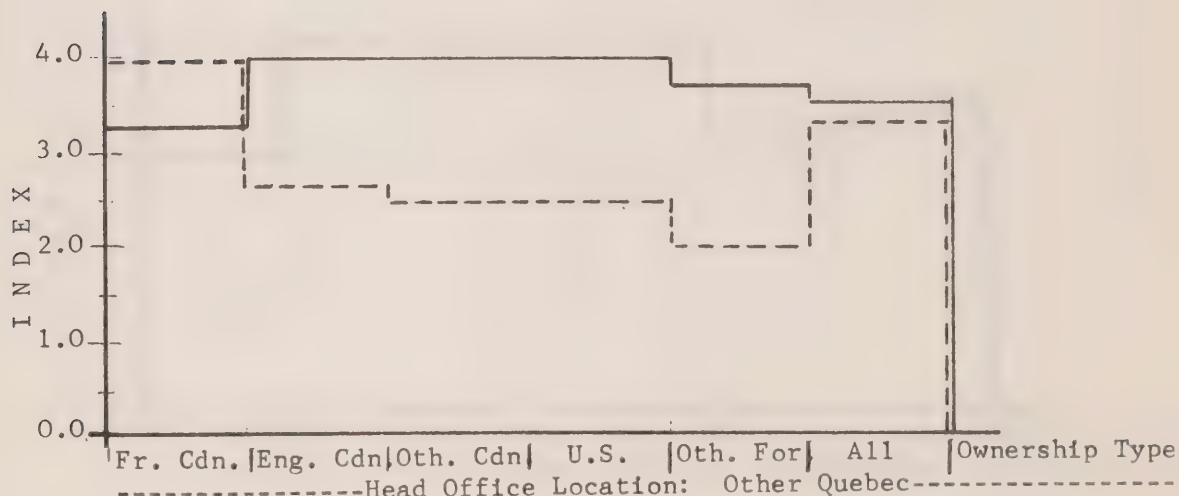 4.0
3.0
2.0
1.0
0.0
INDEX
Fr. Cdn. Eng. Cdn Oth. Cdn U.S. Oth. For All Ownership Type
Head Office Location: Other Quebec